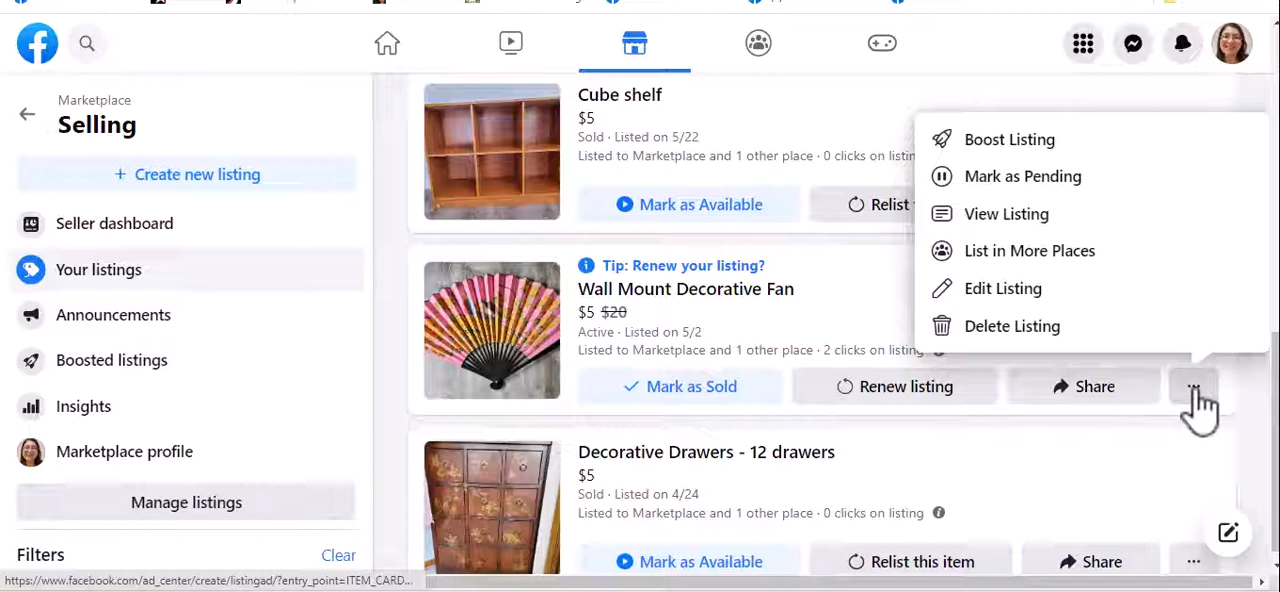 Marketplace
Selling
+ Create new listing
Seller dashboard
Your listings
Announcements
Boosted listings
Insights
Marketplace profile
Manage listings
Filters
Clear
https://www.facebook.com/ad_center/create/listingad/?entry_point=ITEM_CARD...
Cube shelf
$5
Sold · Listed on 5/22
Listed to Marketplace and 1 other place · 0 clicks on listin
Mark as Available
Relist
Tip: Renew your listing?
Wall Mount Decorative Fan
$5 $20
Active · Listed on 5/2
Listed to Marketplace and 1 other place · 2 clicks on listing
Mark as Sold
Renew listing
Share
...
Boost Listing
Mark as Pending
View Listing
List in More Places
Edit Listing
Delete Listing
Decorative Drawers - 12 drawers
$5
Sold · Listed on 4/24
Listed to Marketplace and 1 other place · 0 clicks on listing
Mark as Available
Relist this item
Share
...